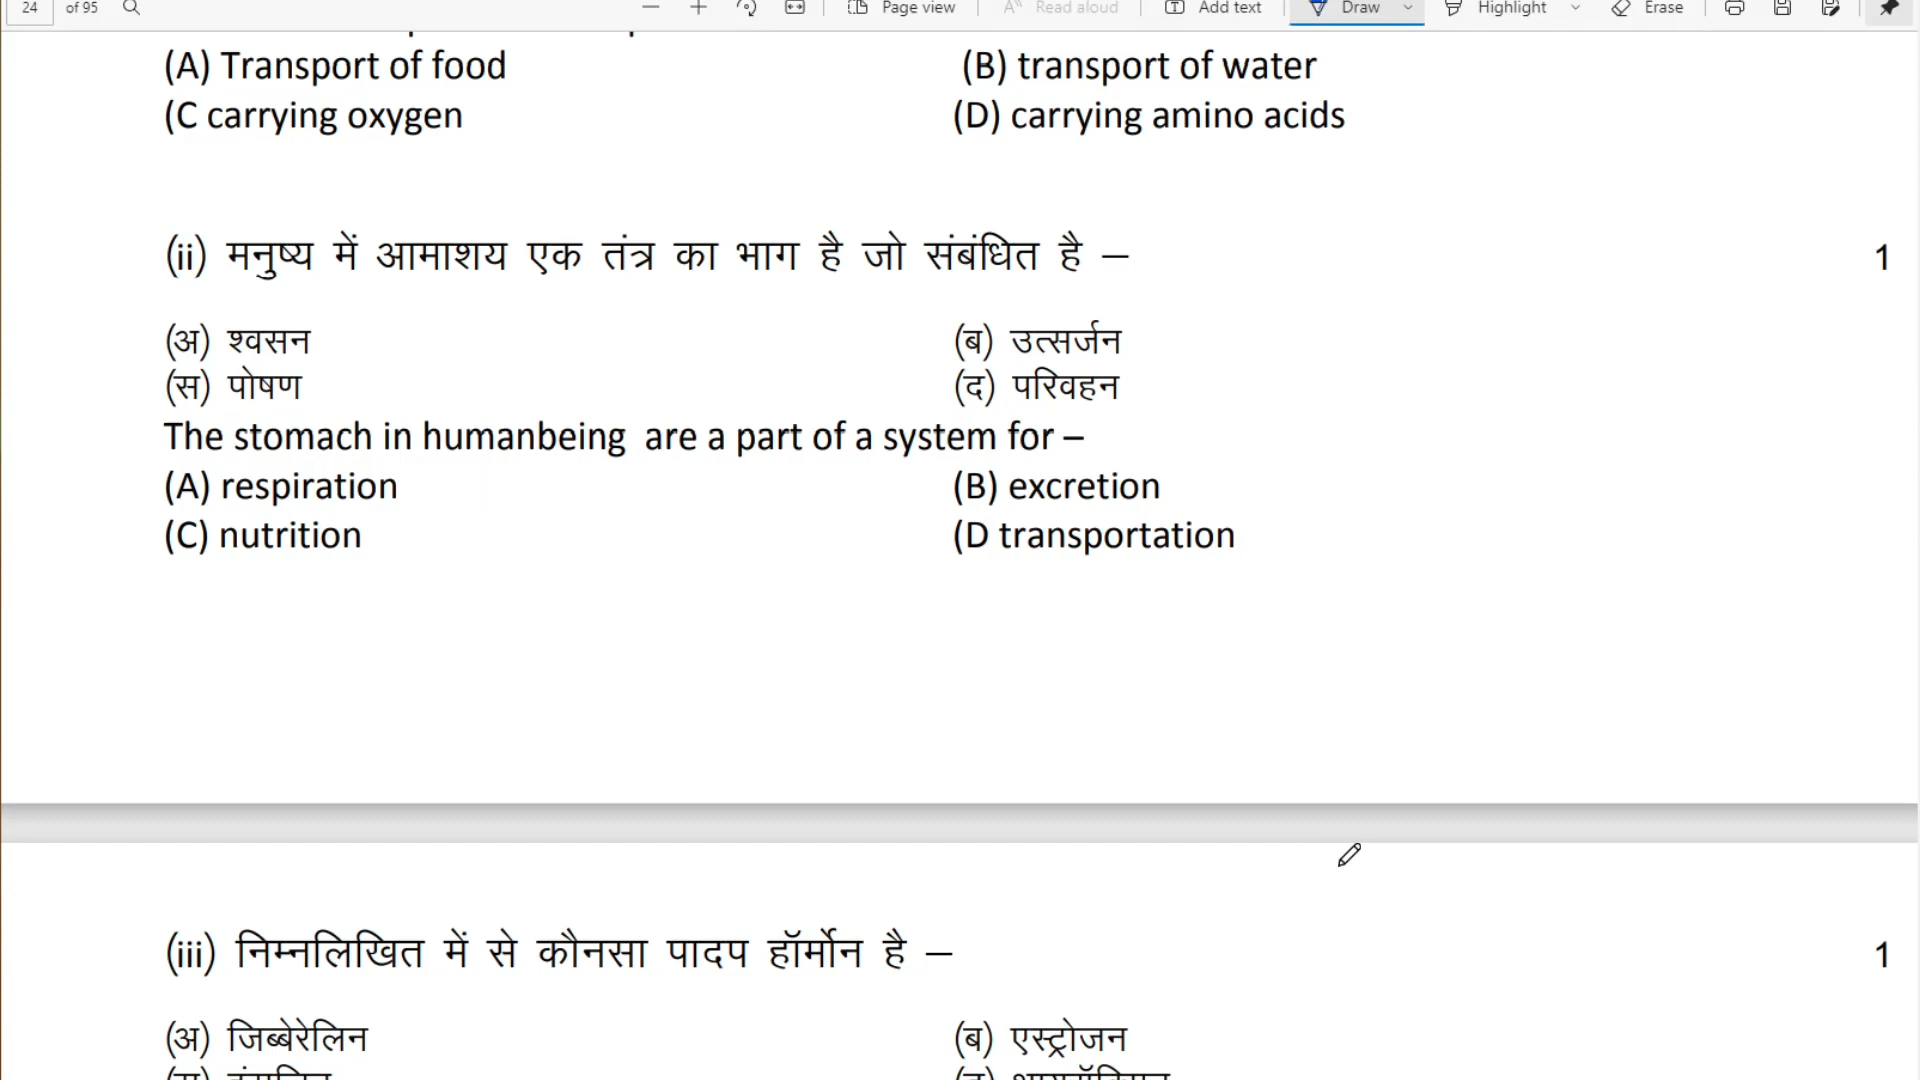 24 of 95 Page view Read aloud Add text Draw Highlight Erase
(A) Transport of food (B) transport of water
(C carrying oxygen (D) carrying amino acids
(ii) मनुष्य में आमाशय एक तंत्र का भाग है जो संबंधित है – 1
(अ) श्वसन (ब) उत्सर्जन
(स) पोषण (द) परिवहन
The stomach in humanbeing are a part of a system for –
(A) respiration (B) excretion
(C) nutrition (D transportation
(iii) निम्नलिखित में से कौनसा पादप हॉर्मोन है – 1
(अ) जिब्बेरेलिन (ब) एस्ट्रोजन